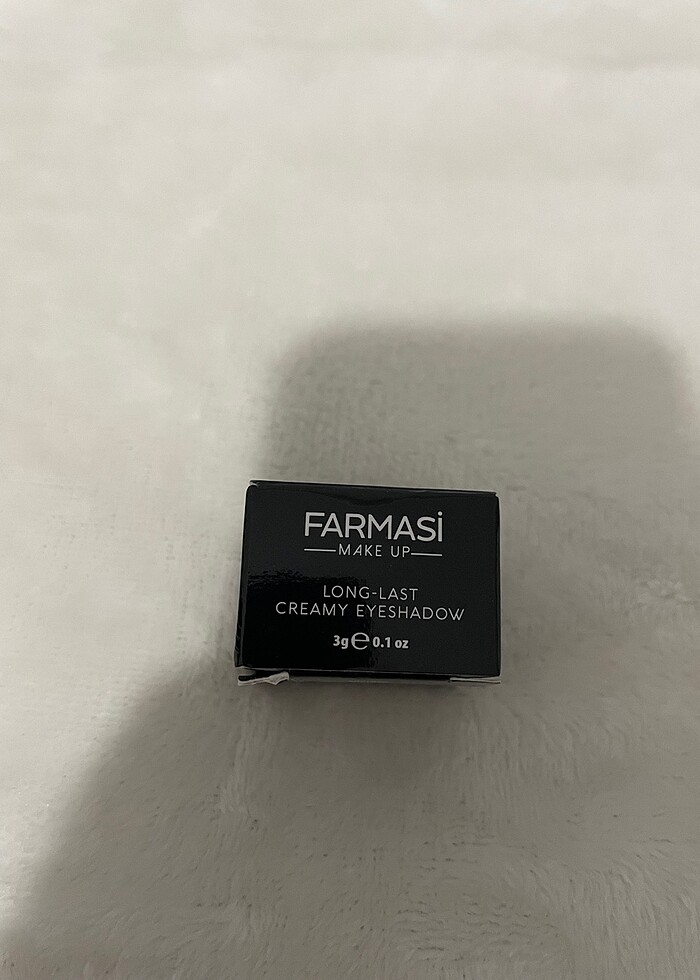 FARMASİ
MAKE UP
LONG-LAST
CREAMY EYESHADOW
3g ℮ 0.1 oz